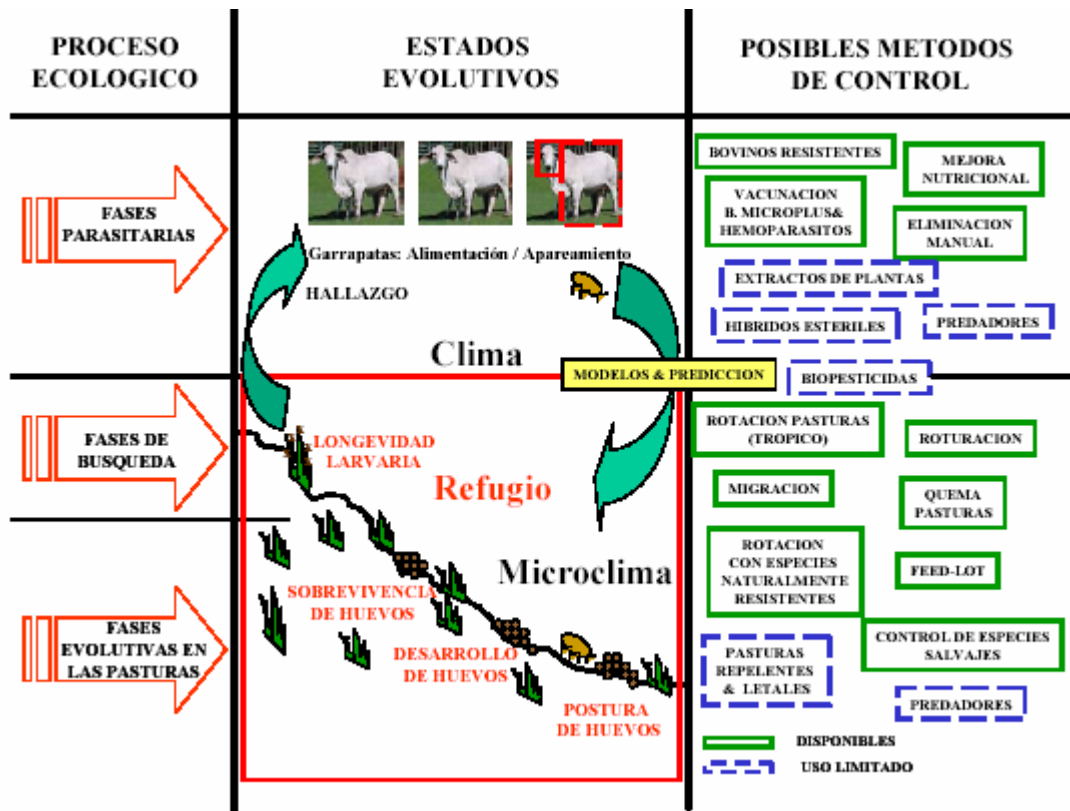 PROCESO
ECOLOGICO
ESTADOS
EVOLUTIVOS
POSIBLES METODOS
DE CONTROL
FASES
PARASITARIAS
Garrapatas: Alimentación / Apareamiento
HALLAZGO
Clima
BOVINOS RESISTENTES
MEJORA
NUTRICIONAL
VACUNACION
B. MICROPLUS&
HEMOPARASITOS
ELIMINACION
MANUAL
EXTRACTOS DE PLANTAS
HIBRIDOS ESTERILES
PREDADORES
MODELOS & PREDICCION
BIOPESTICIDAS
FASES DE
BUSQUEDA
LONGEVIDAD
LARVARIA
Refugio
ROTACION PASTURAS
(TROPICO)
ROTURACION
MIGRACION
QUEMA
PASTURAS
FASES
EVOLUTIVAS EN
LAS PASTURAS
Microclima
SOBREVIVENCIA
DE HUEVOS
DESARROLLO
DE HUEVOS
POSTURA
DE HUEVOS
ROTACION
CON ESPECIES
NATURALMENTE
RESISTENTES
FEED-LOT
CONTROL DE ESPECIES
SALVAJES
PASTURAS
REPELENTES
& LETALES
PREDADORES
DISPONIBLES
USO LIMITADO